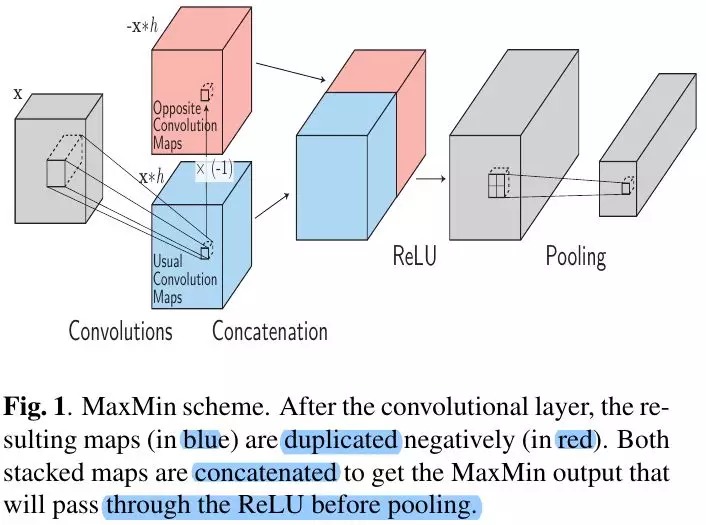 -x*h
x
Opposite
Convolution
Maps
× (-1)
x*h
Usual
Convolution
Maps
ReLU
Pooling
Convolutions
Concatenation
Fig. 1. MaxMin scheme. After the convolutional layer, the re-
sulting maps (in blue) are duplicated negatively (in red). Both
stacked maps are concatenated to get the MaxMin output that
will pass through the ReLU before pooling.